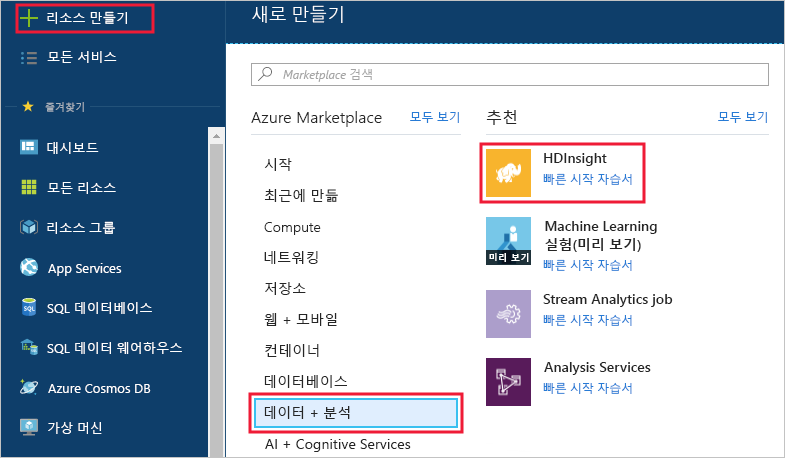 리소스 만들기
모든 서비스
즐겨찾기
대시보드
모든 리소스
리소스 그룹
App Services
SQL 데이터베이스
SQL
SQL 데이터 웨어하우스
SQL
Azure Cosmos DB
가상 머신
새로 만들기
Marketplace 검색
Azure Marketplace 모두 보기
시작
최근에 만듦
Compute
네트워킹
저장소
웹 + 모바일
컨테이너
데이터베이스
데이터 + 분석
AI + Cognitive Services
추천 모두 보기
HDInsight
빠른 시작 자습서
Machine Learning
실험(미리 보기)
미리 보기
빠른 시작 자습서
Stream Analytics job
빠른 시작 자습서
Analysis Services
빠른 시작 자습서